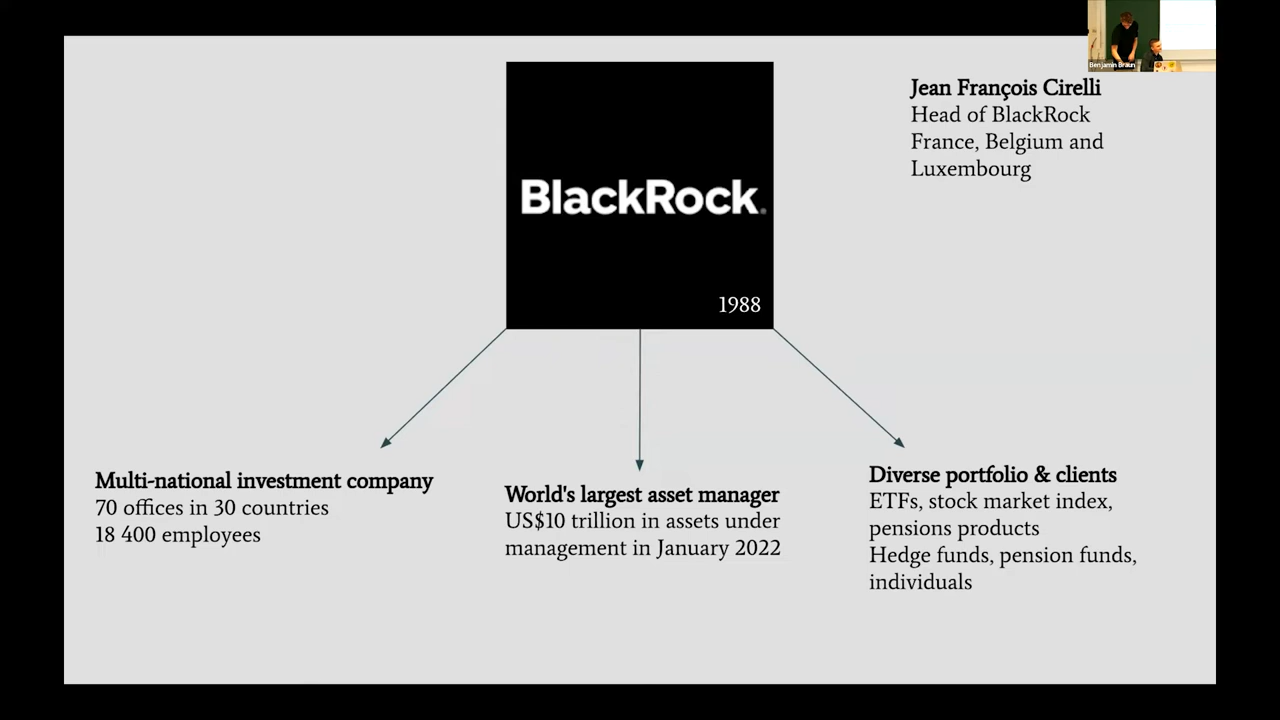 Benjamin Braun
Jean François Cirelli
Head of BlackRock
France, Belgium and
Luxembourg
BlackRock.
1988
Multi-national investment company
70 offices in 30 countries
18 400 employees
World's largest asset manager
US$10 trillion in assets under
management in January 2022
Diverse portfolio & clients
ETFs, stock market index,
pensions products
Hedge funds, pension funds,
individuals